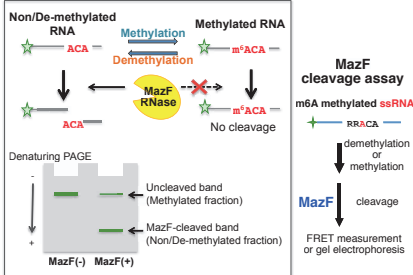 Non/De-methylated
RNA
ACA
Methylation
Demethylation
Methylated RNA
m⁶ACA
MazF
RNase
ACA
m⁶ACA
No cleavage
Denaturing PAGE
-
+
Uncleaved band
(Methylated fraction)
MazF-cleaved band
(Non/De-methylated fraction)
MazF(-) MazF(+)
MazF
cleavage assay
m6A methylated ssRNA
RRACA
demethylation
or
methylation
MazF cleavage
FRET measurement
or gel electophoresis